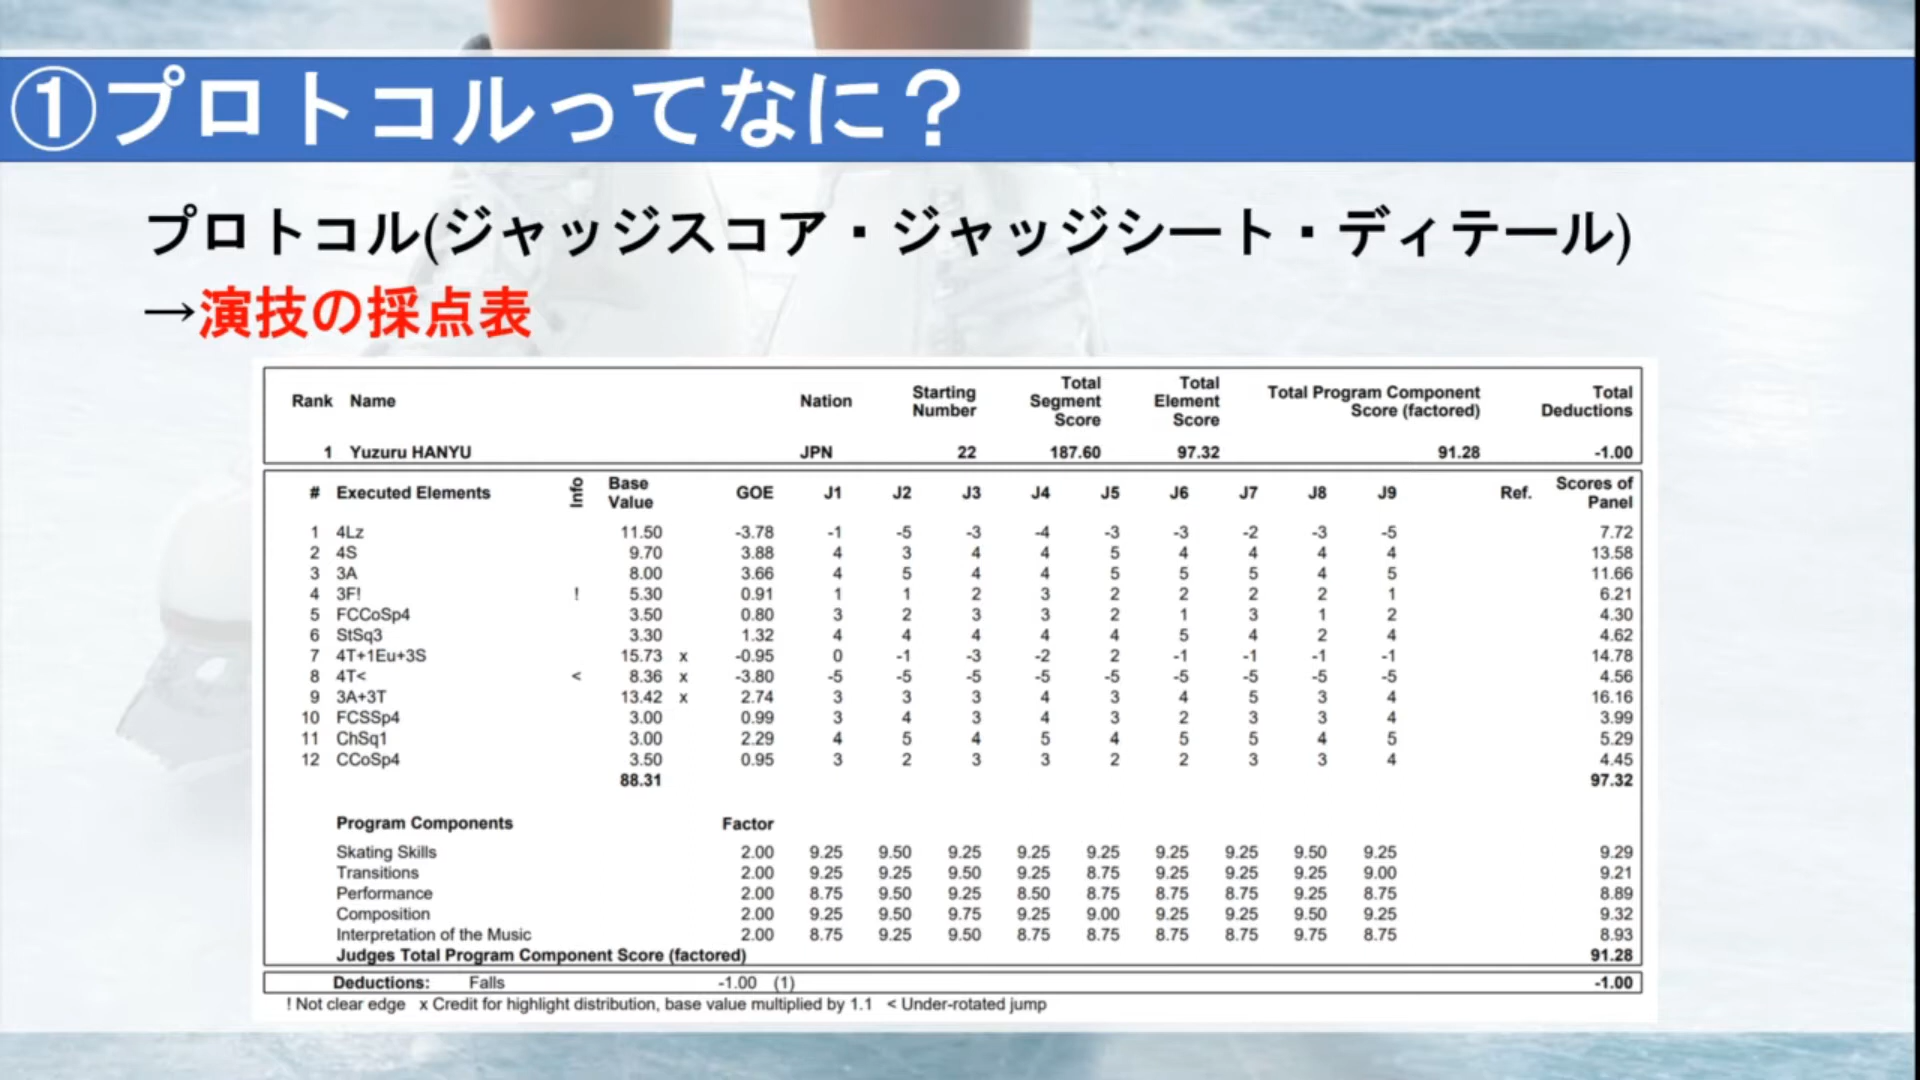 ①プロトコルってなに？
プロトコル(ジャッジスコア・ジャッジシート・ディテール)
→演技の採点表
Rank Name Nation Starting Number Total Segment Score Total Element Score Total Program Component Score (factored) Total Deductions
1 Yuzuru HANYU JPN 22 187.60 97.32 91.28 -1.00
# Executed Elements Info Base Value GOE J1 J2 J3 J4 J5 J6 J7 J8 J9 Ref. Scores of Panel
1 4Lz 11.50 -3.78 -1 -5 -3 -4 -3 -3 -2 -3 -5 7.72
2 4S 9.70 3.88 4 3 4 4 5 4 4 4 4 13.58
3 3A 8.00 3.66 4 5 4 4 5 5 5 4 5 11.66
4 3F! ! 5.30 0.91 1 1 2 3 2 2 2 2 1 6.21
5 FCCoSp4 3.50 0.80 3 2 3 3 2 1 3 1 2 4.30
6 StSq3 3.30 1.32 4 4 4 4 4 5 4 2 4 4.62
7 4T+1Eu+3S 15.73 x -0.95 0 -1 -3 -2 2 -1 -1 -1 -1 14.78
8 4T< < 8.36 x -3.80 -5 -5 -5 -5 -5 -5 -5 -5 -5 4.56
9 3A+3T 13.42 x 2.74 3 3 3 4 3 4 5 3 4 16.16
10 FCSSp4 3.00 0.99 3 4 3 4 3 2 3 3 4 3.99
11 ChSq1 3.00 2.29 4 5 4 5 4 5 5 4 5 5.29
12 CCoSp4 3.50 0.95 3 2 3 3 2 2 3 3 4 4.45
88.31 97.32
Program Components Factor
Skating Skills 2.00 9.25 9.50 9.25 9.25 9.25 9.25 9.25 9.50 9.25 9.29
Transitions 2.00 9.25 9.25 9.50 9.25 8.75 9.25 9.25 9.25 9.00 9.21
Performance 2.00 8.75 9.50 9.25 8.50 8.75 8.75 8.75 9.25 8.75 8.89
Composition 2.00 9.25 9.50 9.75 9.25 9.00 9.25 9.25 9.50 9.25 9.32
Interpretation of the Music 2.00 8.75 9.25 9.50 8.75 8.75 8.75 8.75 9.75 8.75 8.93
Judges Total Program Component Score (factored) 91.28
Deductions: Falls -1.00 (1) -1.00
! Not clear edge x Credit for highlight distribution, base value multiplied by 1.1 < Under-rotated jump